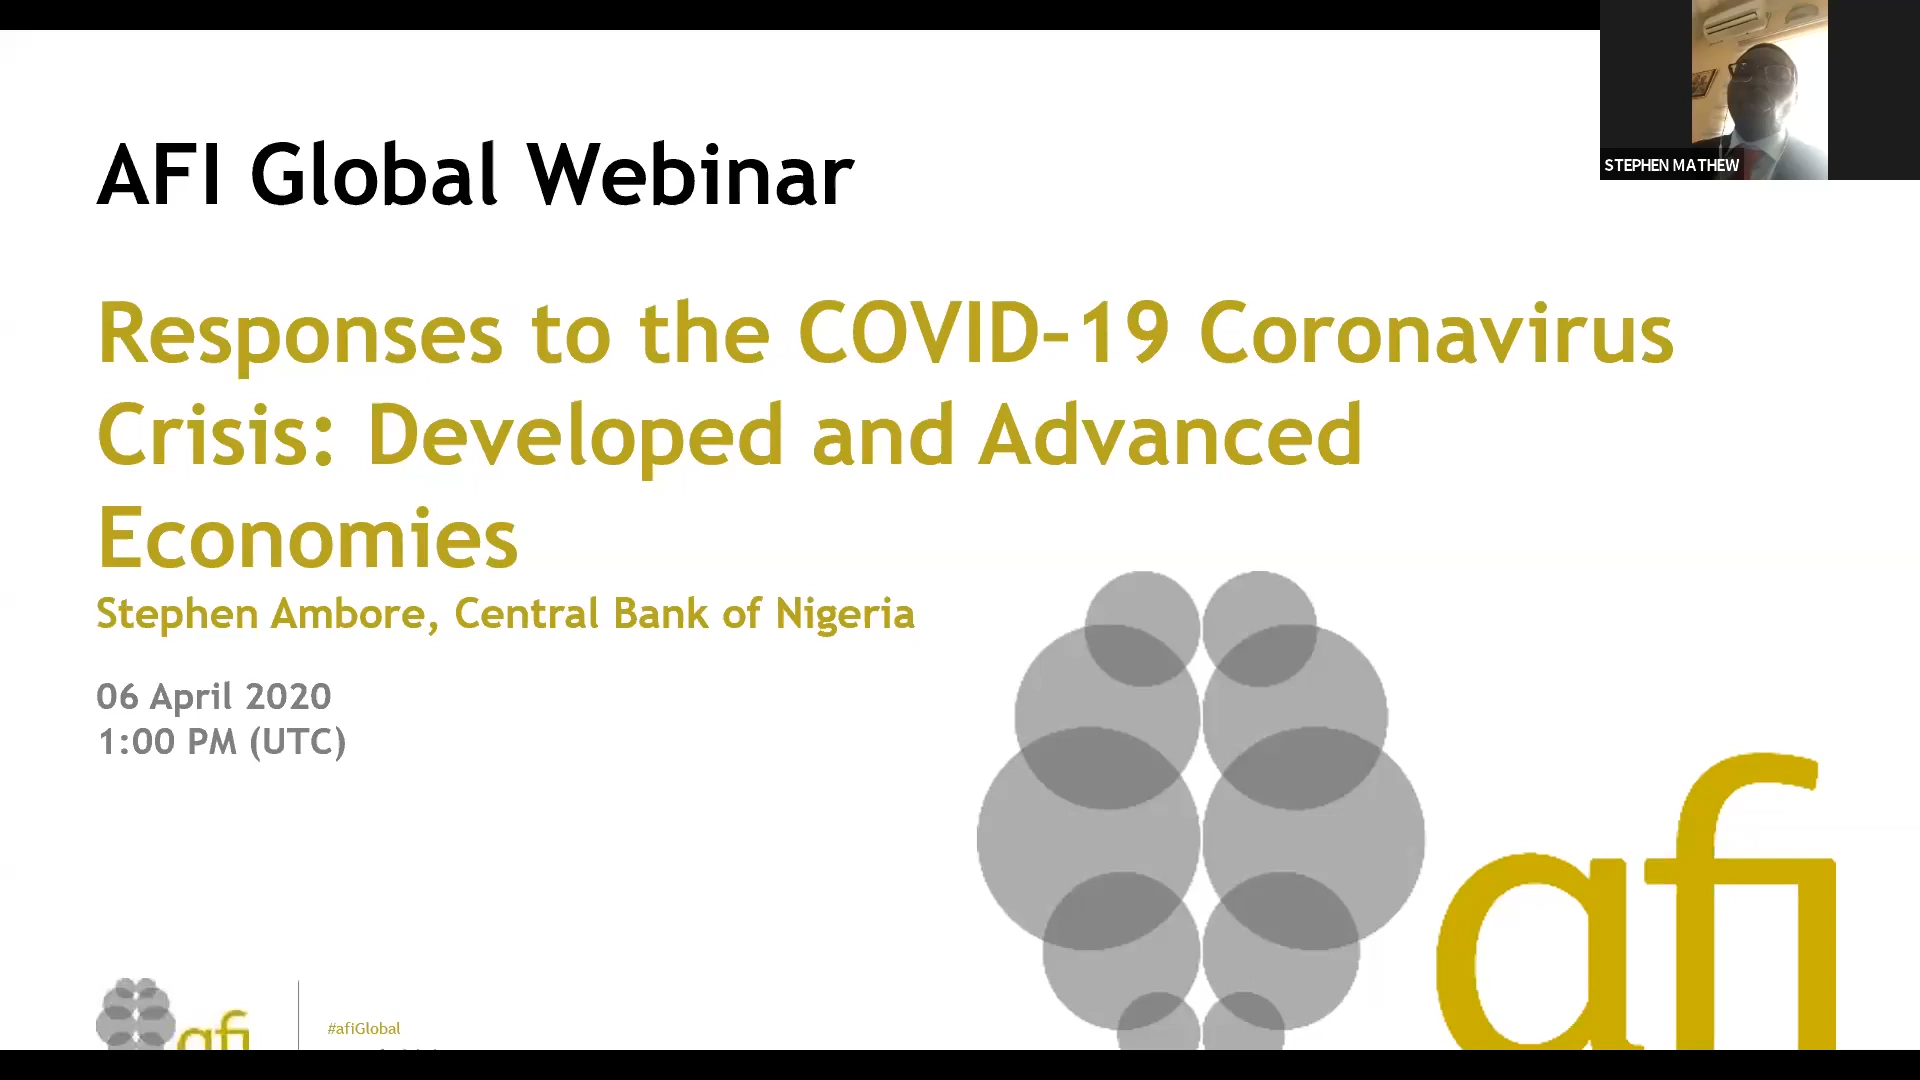 STEPHEN MATHEW
AFI Global Webinar
Responses to the COVID-19 Coronavirus
Crisis: Developed and Advanced
Economies
Stephen Ambore, Central Bank of Nigeria
06 April 2020
1:00 PM (UTC)
afi
afi
#afiGlobal